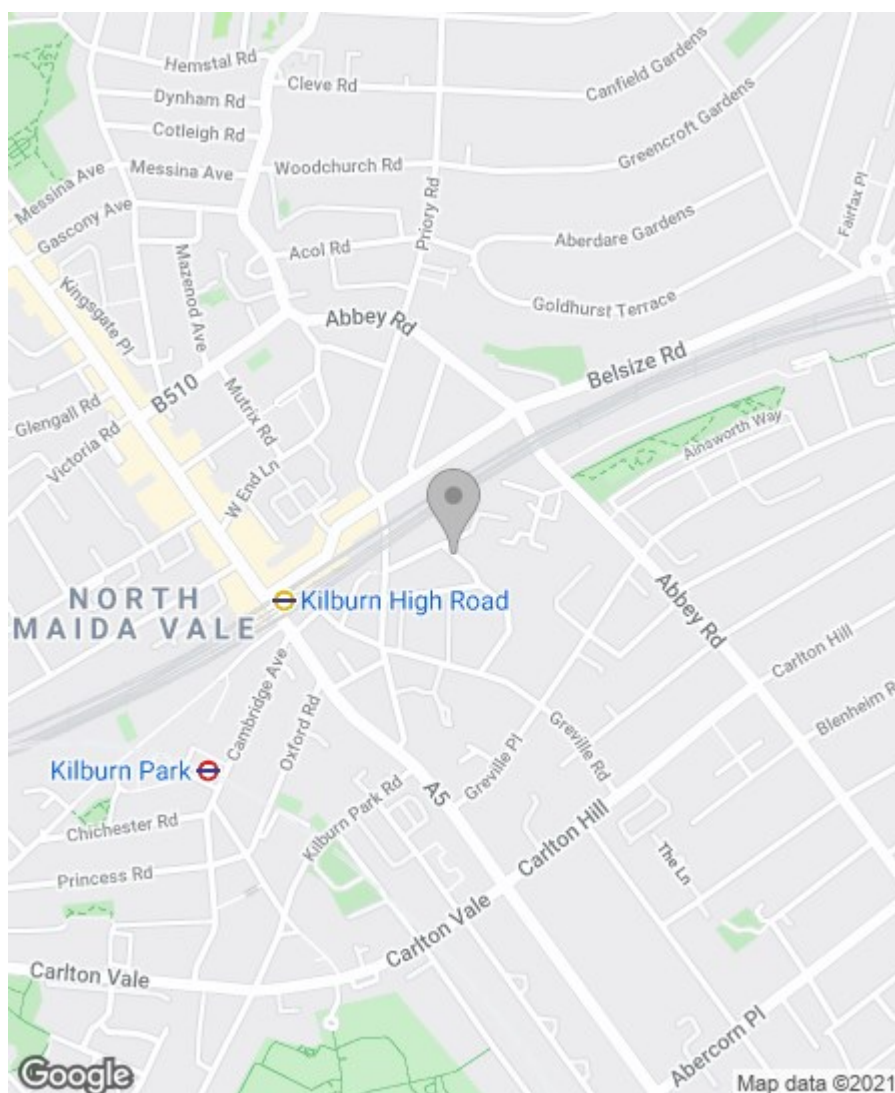 Hemstal Rd
Cleve Rd
Canfield Gardens
Dynham Rd
Cotleigh Rd
Greencroft Gardens
Messina Ave
Messina Ave
Woodchurch Rd
Gascony Ave
Priory Rd
Fairfax Pl
Mazenod Ave
Acol Rd
Aberdare Gardens
Kingsgate Pl
Goldhurst Terrace
Abbey Rd
Belsize Rd
B510
Glengall Rd
Mutrix Rd
Victoria Rd
W End Ln
Ainsworth Way
NORTH
MAIDA VALE
Kilburn High Road
Abbey Rd
Carlton Hill
Cambridge Ave
Oxford Rd
Blenheim R
Greville Pl
Greville Rd
Kilburn Park
A5
Kilburn Park Rd
Chichester Rd
Carlton Hill
The Ln
Princess Rd
Carlton Vale
Carlton Vale
Abercorn Pl
Google
Map data ©2021